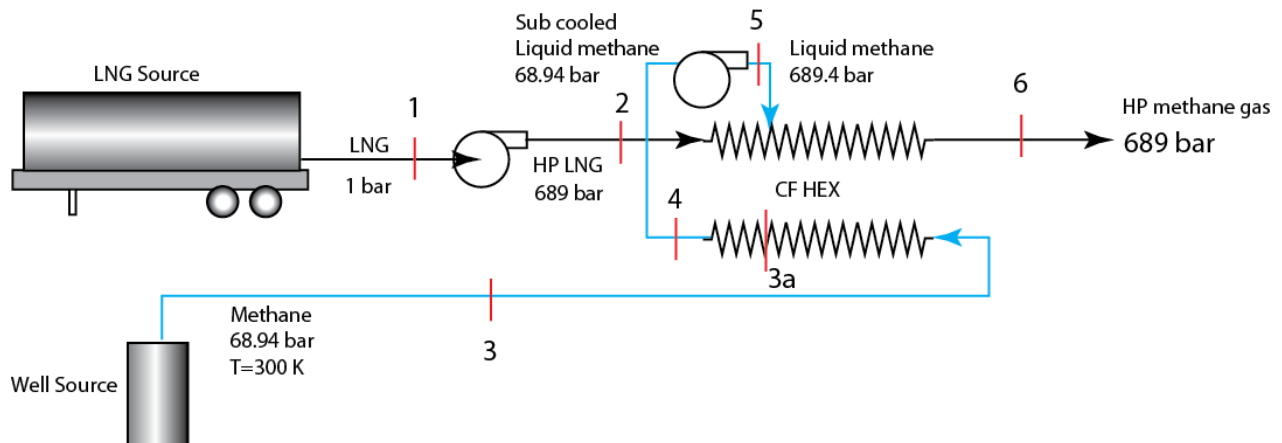 Sub cooled
Liquid methane
68.94 bar
5
Liquid methane
689.4 bar
LNG Source
1
2
6
HP methane gas
689 bar
LNG
1 bar
HP LNG
689 bar
CF HEX
4
3a
Methane
68.94 bar
T=300 K
3
Well Source